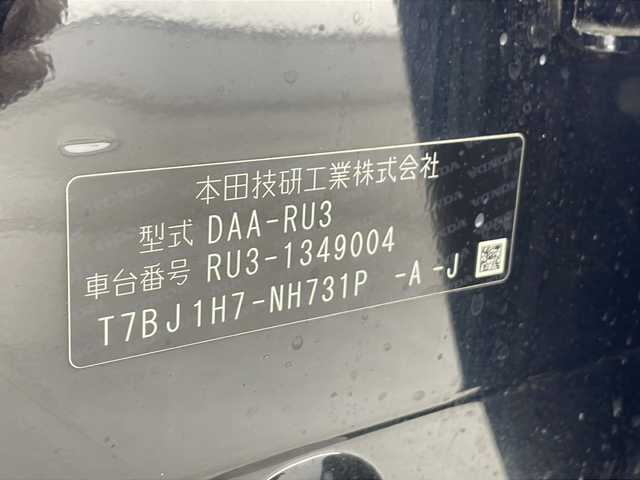 本田技研工業株式会社
型式 DAA-RU3
車台番号 RU3-1349004
T7BJ1H7-NH731P -A -J